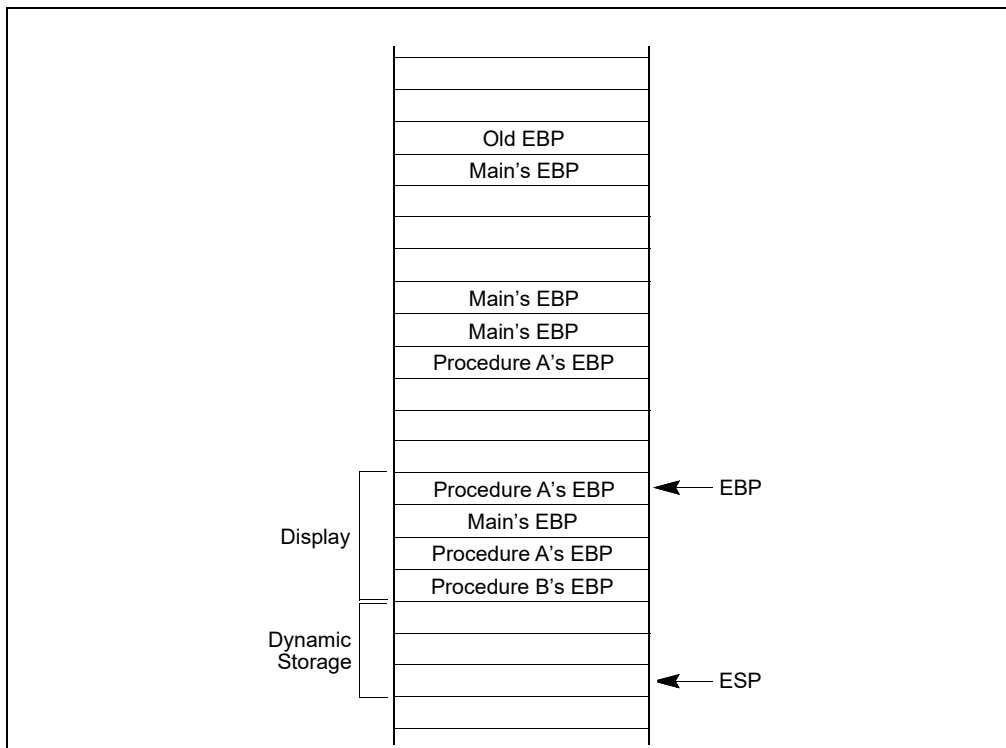 Old EBP
Main’s EBP
Main’s EBP
Main’s EBP
Procedure A’s EBP
Procedure A’s EBP
EBP
Main’s EBP
Display
Procedure A’s EBP
Procedure B’s EBP
Dynamic
Storage
ESP